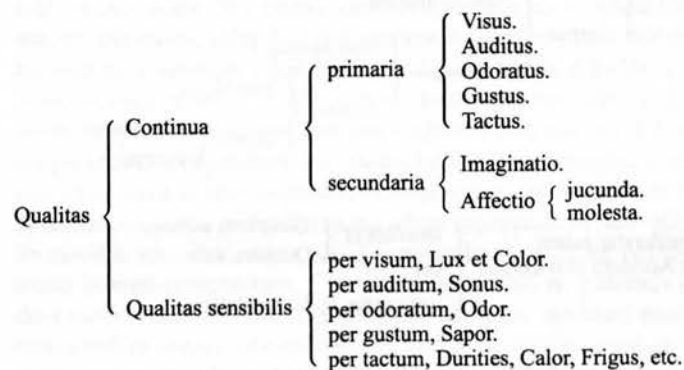 Visus.
Auditus.
primaria Odoratus.
Gustus.
Continua Tactus.
secundaria Imaginatio.
Affectio jucunda.
Qualitas molesta.
per visum, Lux et Color.
per auditum, Sonus.
Qualitas sensibilis per odoratum, Odor.
per gustum, Sapor.
per tactum, Durities, Calor, Frigus, etc.